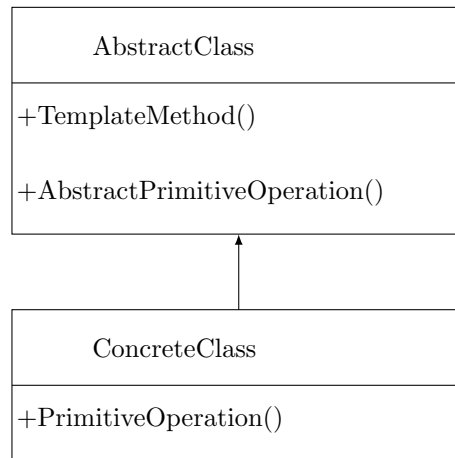 AbstractClass
+TemplateMethod()
+AbstractPrimitiveOperation()
ConcreteClass
+PrimitiveOperation()